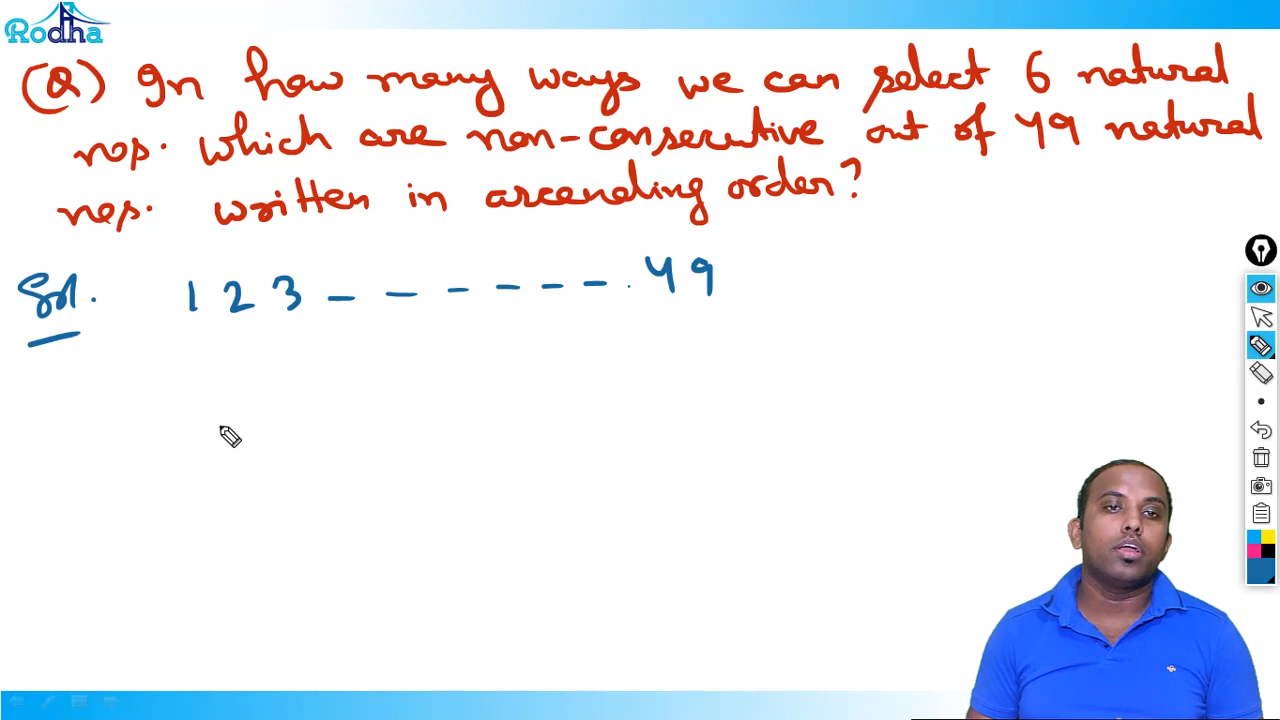 Rodha
(Q) In how many ways we can select 6 natural
nos. which are non-consecutive out of 49 natural
nos. written in ascending order?
Sol. 1 2 3 - - - - - - . 49